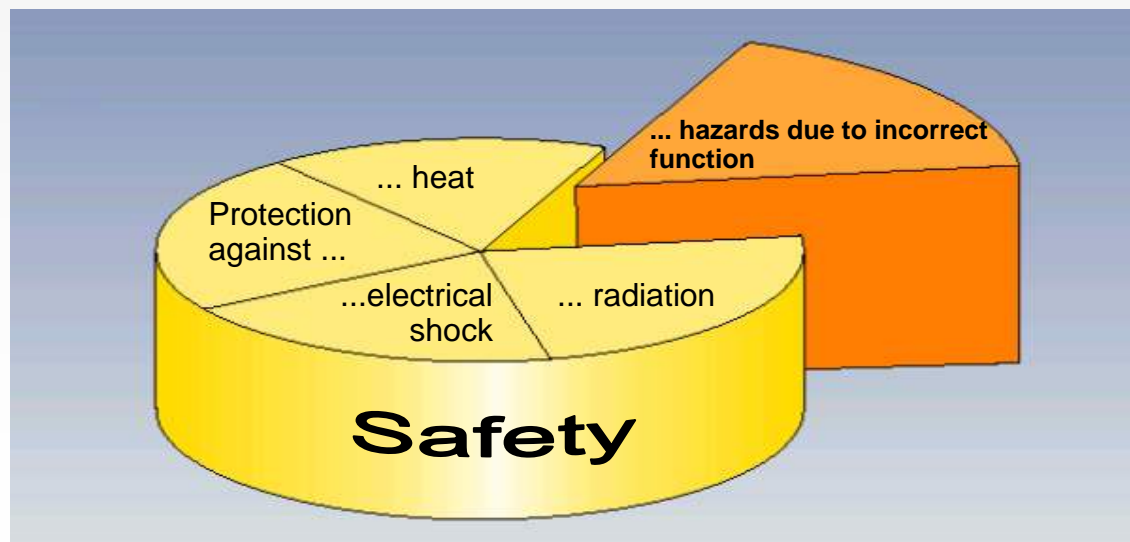 Protection
against ...
... heat
... hazards due to incorrect
function
...electrical
shock
... radiation
Safety